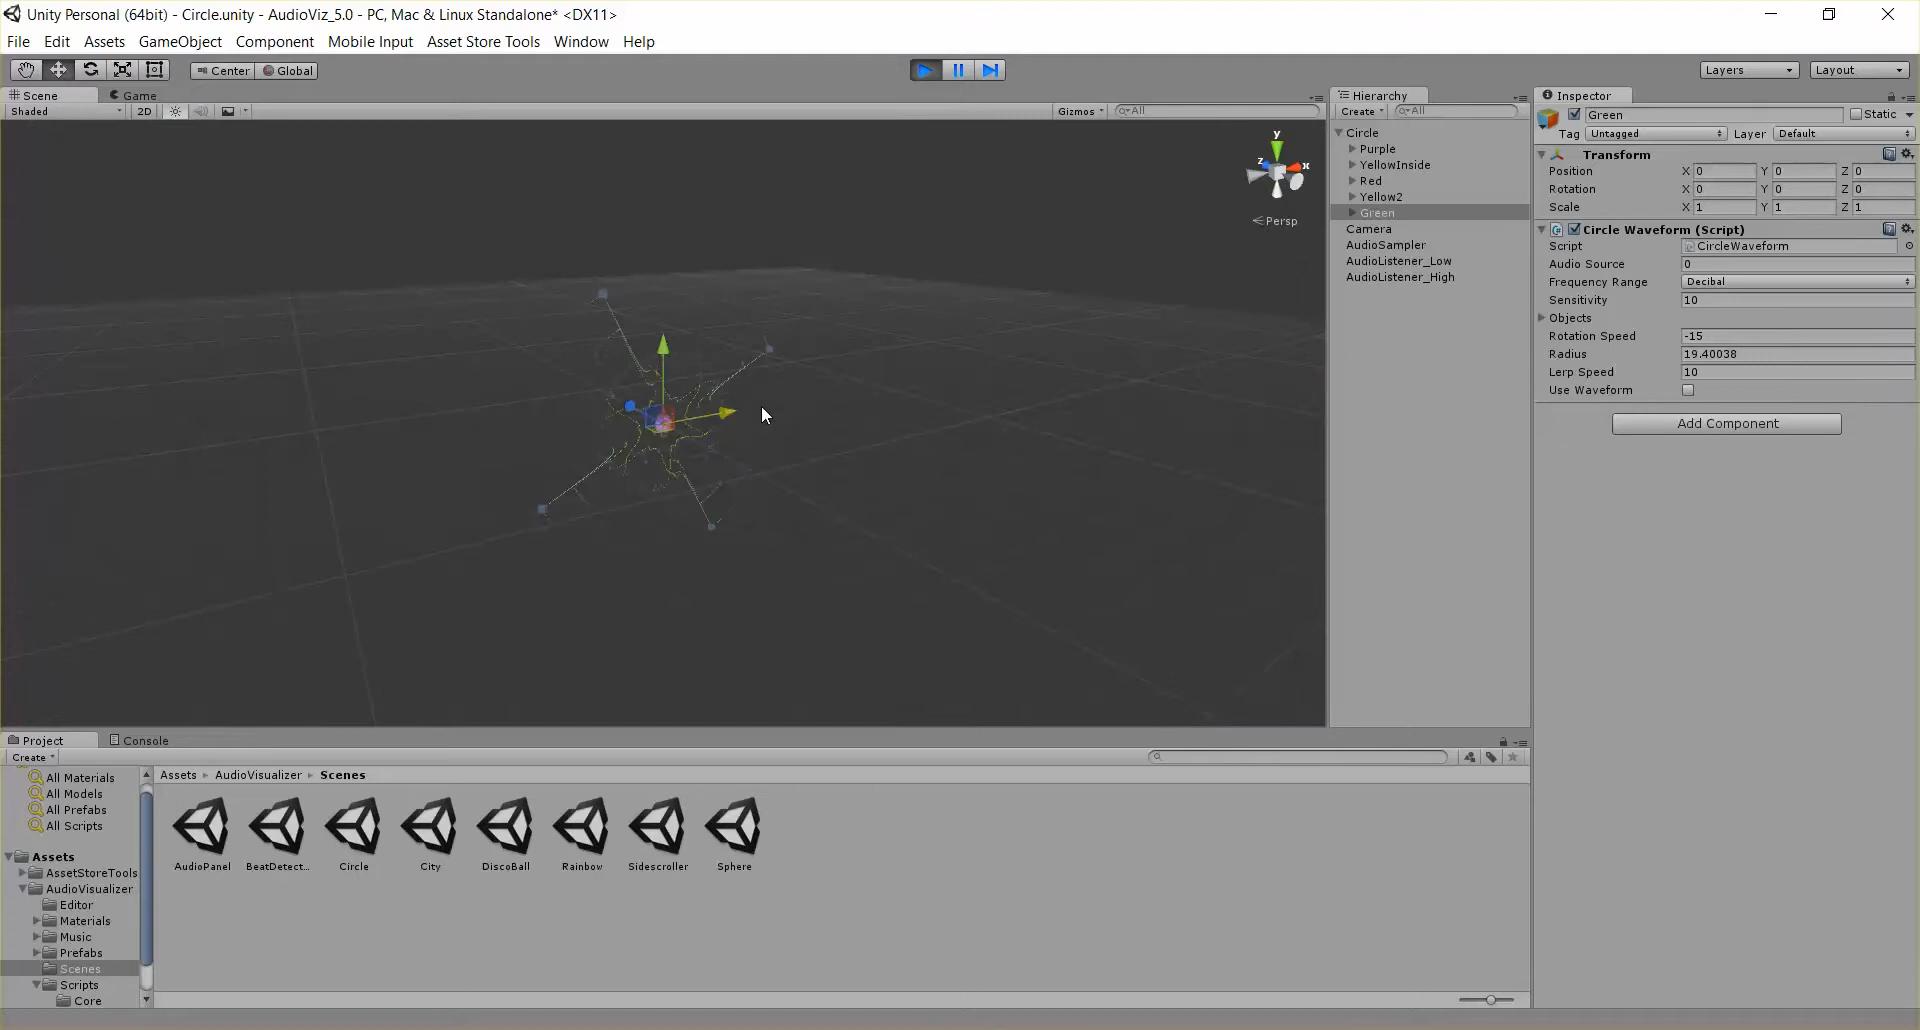 Unity Personal (64bit) - Circle.unity - AudioViz_5.0 - PC, Mac & Linux Standalone* <DX11>
File Edit Assets GameObject Component Mobile Input Asset Store Tools Window Help
Center Global Layers Layout
Scene Game
Shaded 2D Gizmos All
y
z x
Persp
Hierarchy
Create All
Circle
Purple
YellowInside
Red
Yellow2
Green
Camera
AudioSampler
AudioListener_Low
AudioListener_High
Inspector
Green Static
Tag Untagged Layer Default
Transform
Position X 0 Y 0 Z 0
Rotation X 0 Y 0 Z 0
Scale X 1 Y 1 Z 1
Circle Waveform (Script)
Script CircleWaveform
Audio Source 0
Frequency Range Decibal
Sensitivity 10
Objects
Rotation Speed -15
Radius 19.40038
Lerp Speed 10
Use Waveform
Add Component
Project Console
Create
All Materials
All Models
All Prefabs
All Scripts
Assets
AssetStoreTools
AudioVisualizer
Editor
Materials
Music
Prefabs
Scenes
Scripts
Core
Assets AudioVisualizer Scenes
AudioPanel BeatDetect... Circle City DiscoBall Rainbow Sidescroller Sphere